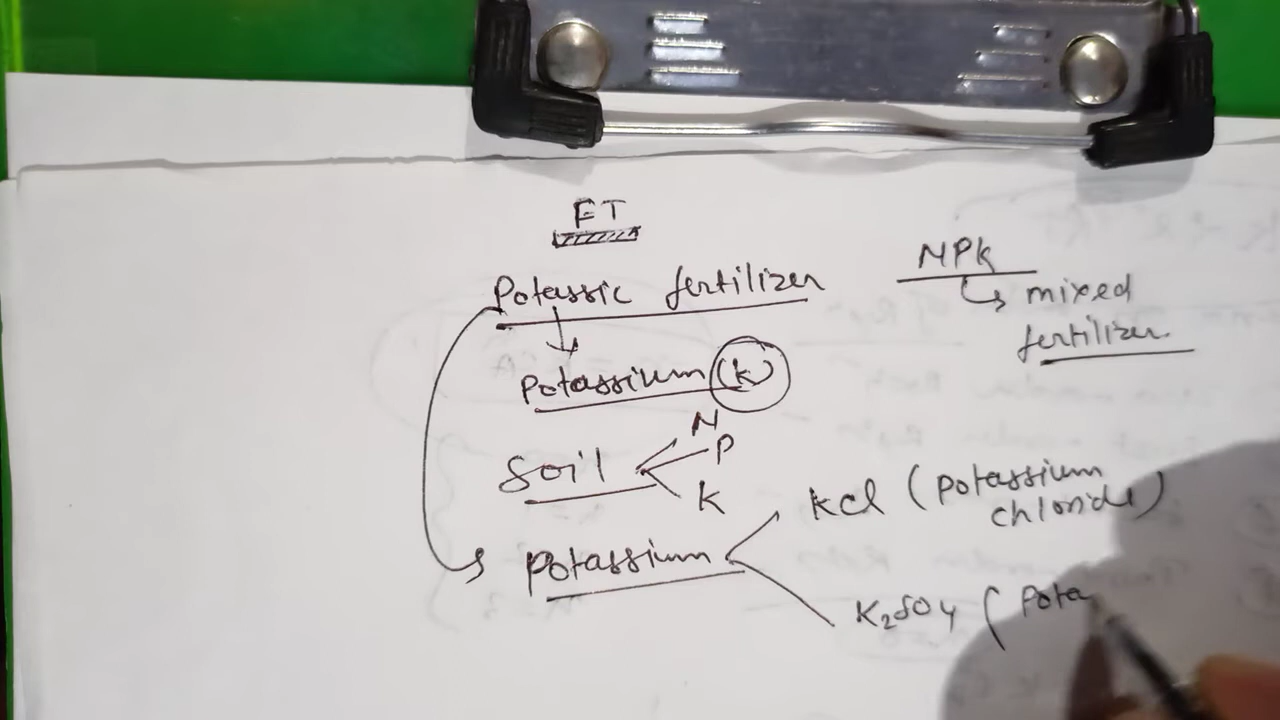 FT
Potassic fertilizer
NPK
mixed
fertilizer
Potassium (K)
Soil
N
P
K
Potassium
KCl (Potassium
chloride)
K₂SO₄ (Pota